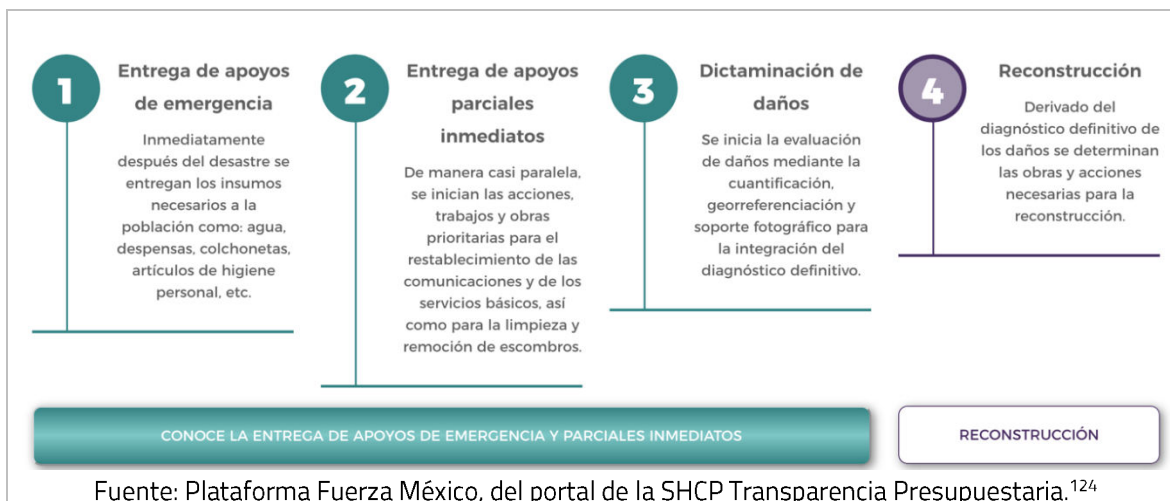 1
Entrega de apoyos
de emergencia
Inmediatamente
después del desastre se
entregan los insumos
necesarios a la
población como: agua,
despensas, colchonetas,
artículos de higiene
personal, etc.
2
Entrega de apoyos
parciales
inmediatos
De manera casi paralela,
se inician las acciones,
trabajos y obras
prioritarias para el
restablecimiento de las
comunicaciones y de los
servicios básicos, así
como para la limpieza y
remoción de escombros.
3
Dictaminación de
daños
Se inicia la evaluación
de daños mediante la
cuantificación,
georreferenciación y
soporte fotográfico para
la integración del
diagnóstico definitivo.
4
Reconstrucción
Derivado del
diagnóstico definitivo de
los daños se determinan
las obras y acciones
necesarias para la
reconstrucción.
CONOCE LA ENTREGA DE APOYOS DE EMERGENCIA Y PARCIALES INMEDIATOS
RECONSTRUCCIÓN
Fuente: Plataforma Fuerza México, del portal de la SHCP Transparencia Presupuestaria.¹²⁴